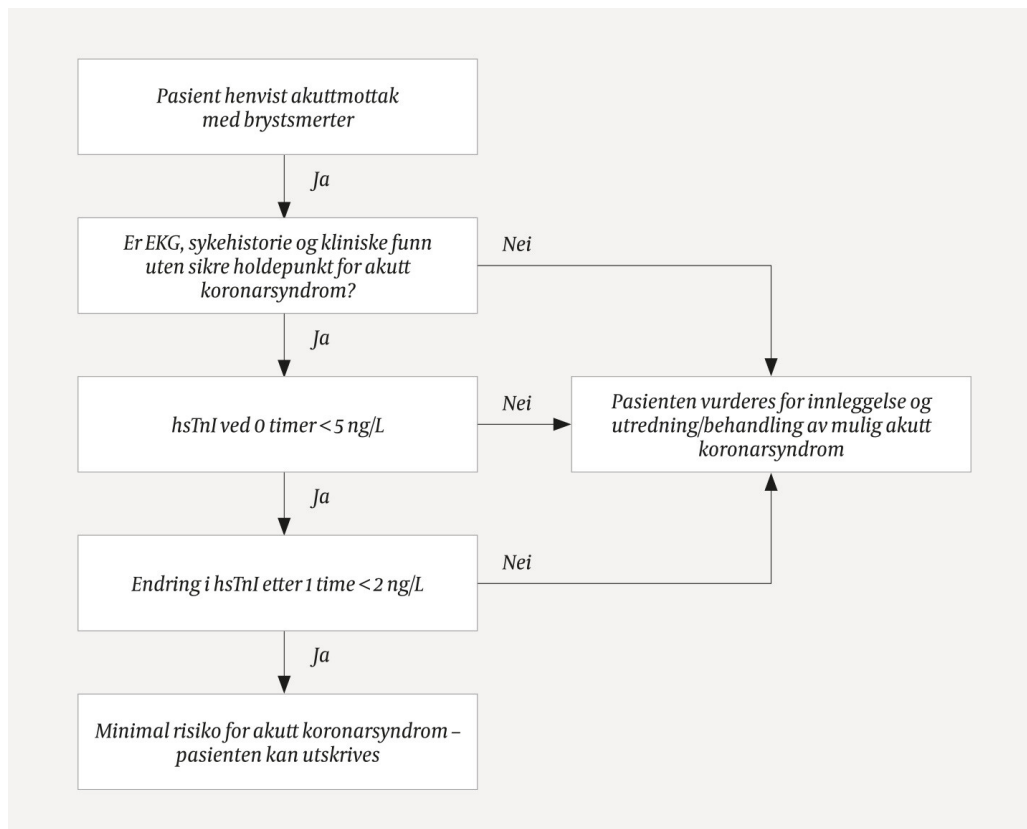 Pasient henvist akuttmottak
med brystsmerter
Ja
Er EKG, sykehistorie og kliniske funn
uten sikre holdepunkt for akutt
koronarsyndrom?
Nei
Ja
hsTnI ved 0 timer < 5 ng/L
Nei
Pasienten vurderes for innleggelse og
utredning/behandling av mulig akutt
koronarsyndrom
Ja
Endring i hsTnI etter 1 time < 2 ng/L
Nei
Ja
Minimal risiko for akutt koronarsyndrom –
pasienten kan utskrives